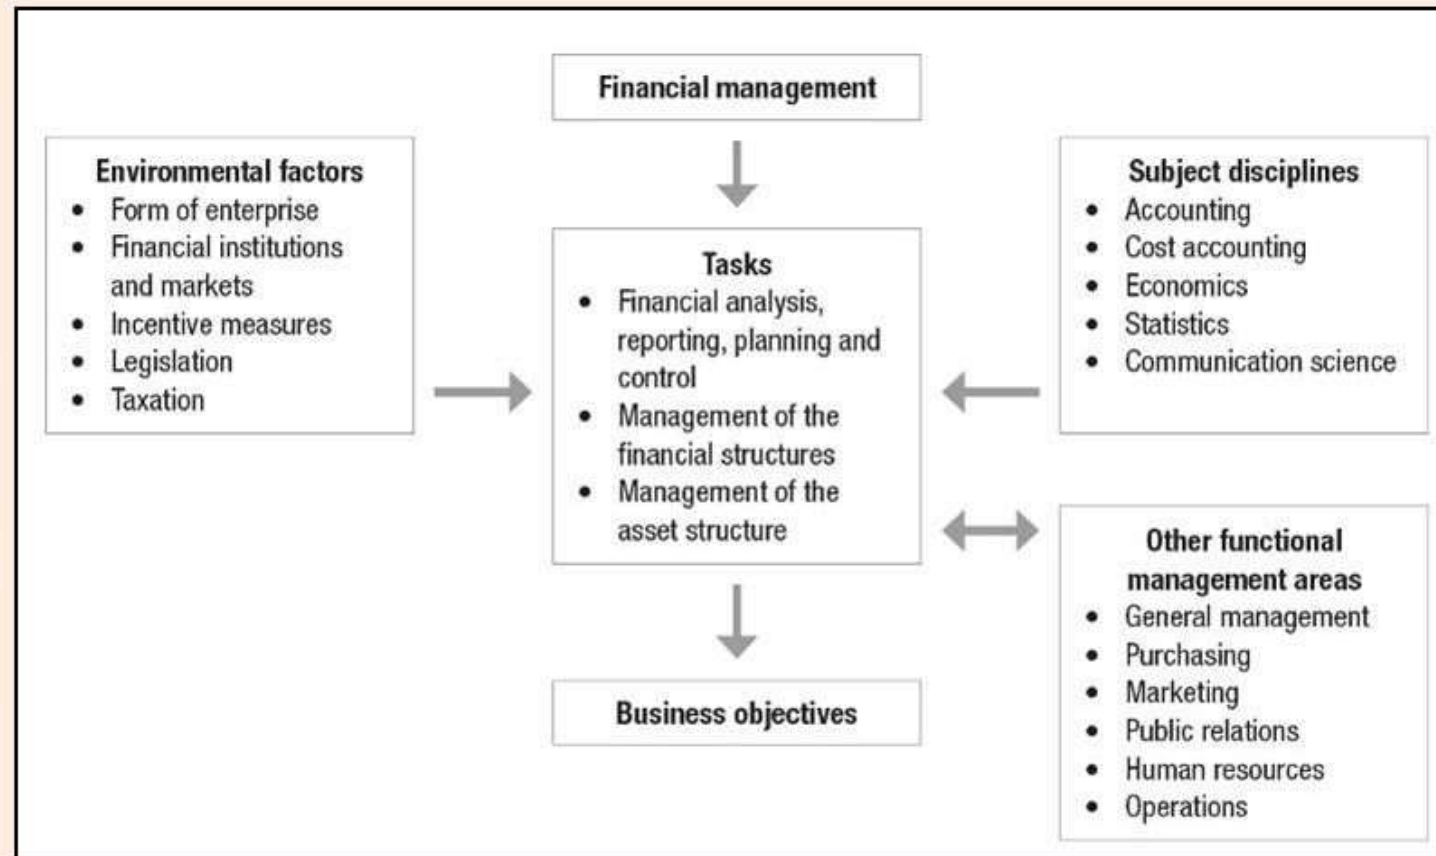 Financial management
Environmental factors
• Form of enterprise
• Financial institutions
and markets
• Incentive measures
• Legislation
• Taxation
Tasks
• Financial analysis,
reporting, planning and
control
• Management of the
financial structures
• Management of the
asset structure
Subject disciplines
• Accounting
• Cost accounting
• Economics
• Statistics
• Communication science
Other functional
management areas
• General management
• Purchasing
• Marketing
• Public relations
• Human resources
• Operations
Business objectives